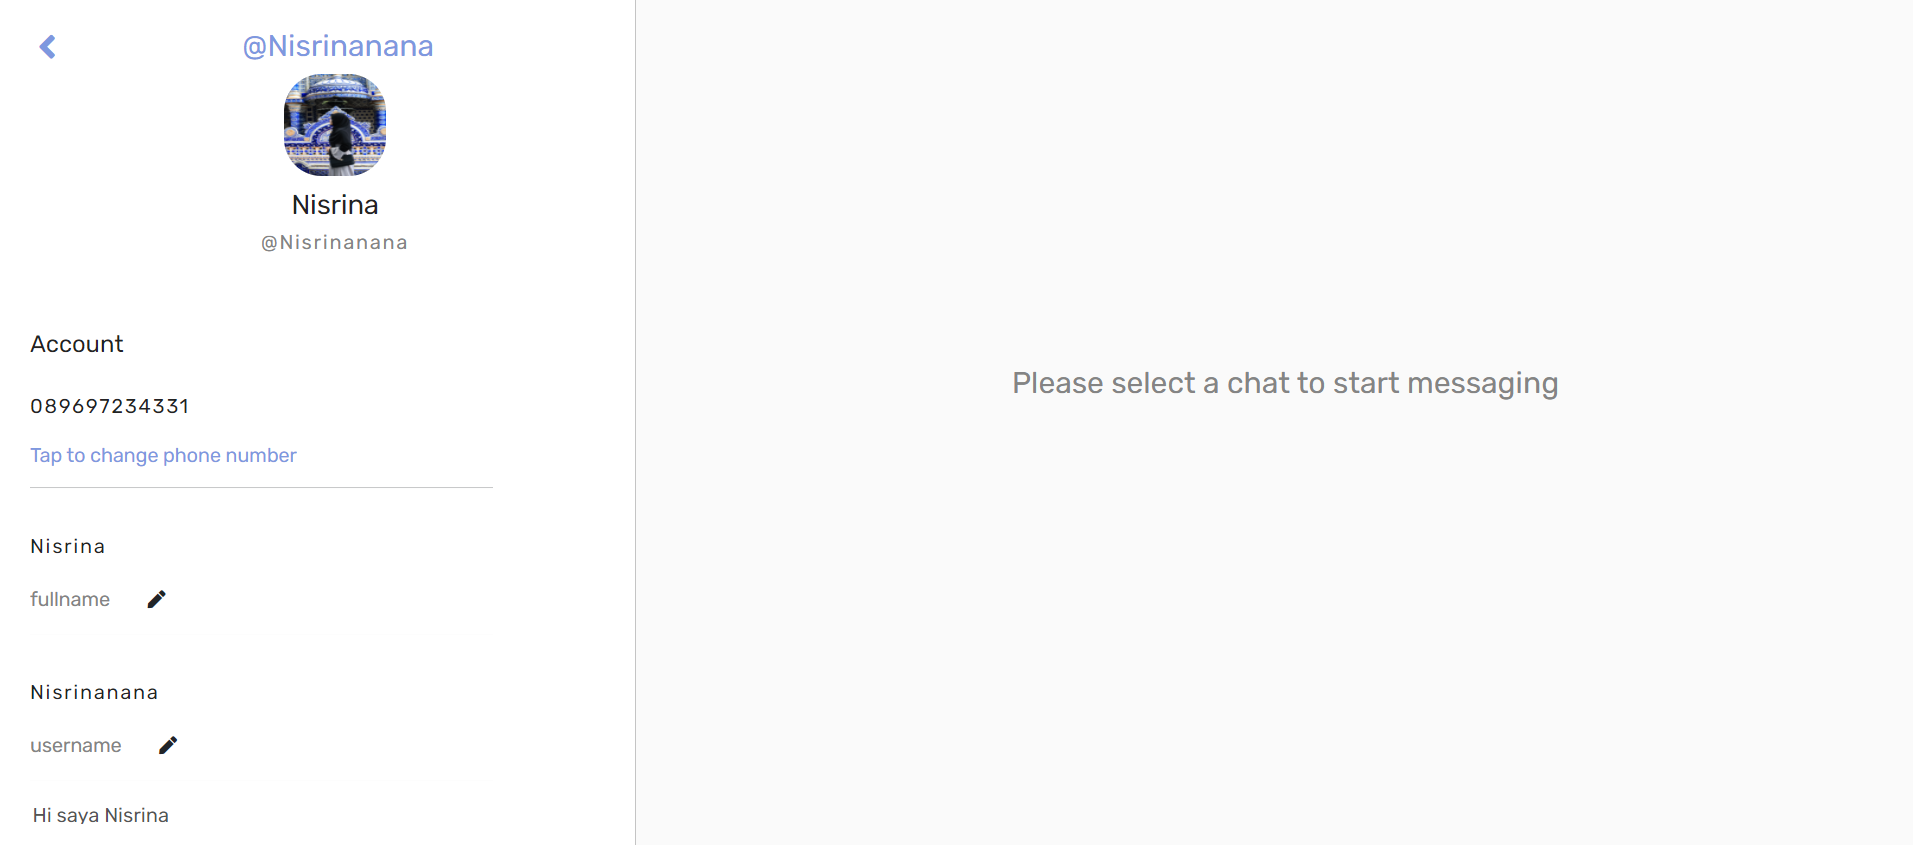 @Nisrinanana
Nisrina
@Nisrinanana
Account
089697234331
Tap to change phone number
Nisrina
fullname
Nisrinanana
username
Hi saya Nisrina
Please select a chat to start messaging